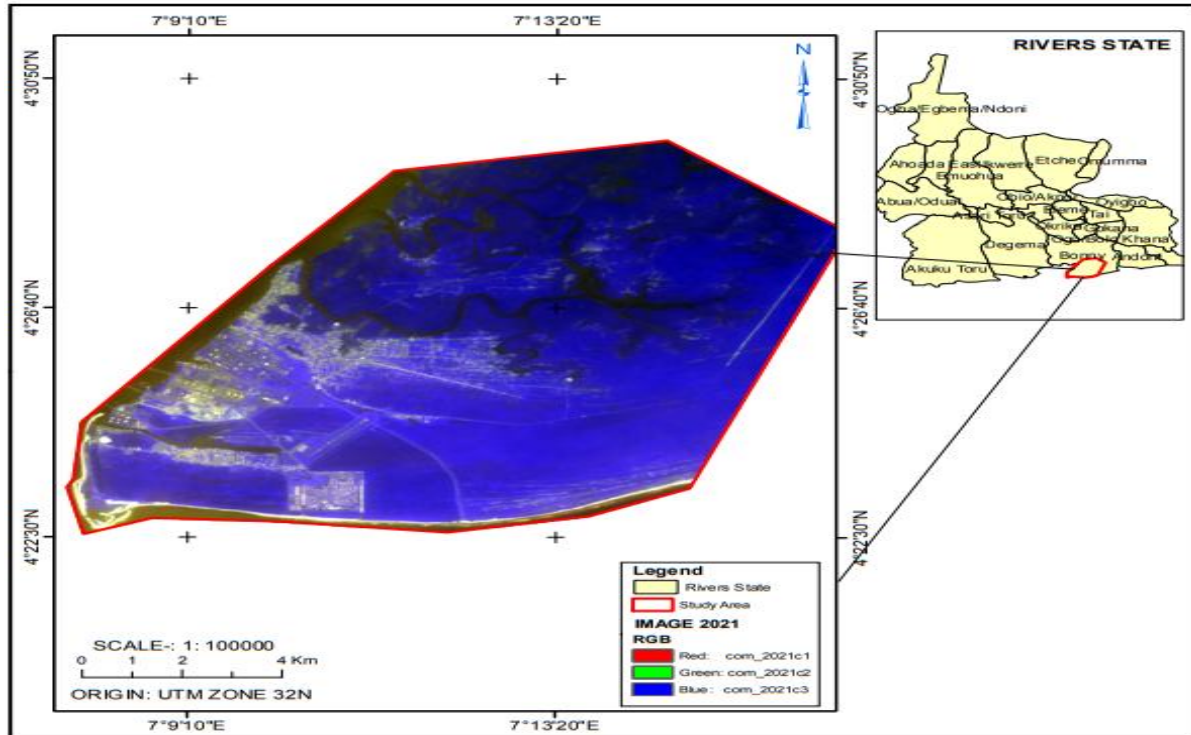 7°9'10"E
7°13'20"E
N
4°30'50"N
4°26'40"N
4°22'30"N
4°30'50"N
4°26'40"N
4°22'30"N
SCALE-: 1: 100000
0 1 2 4 Km
ORIGIN: UTM ZONE 32N
7°9'10"E
7°13'20"E
RIVERS STATE
Ogba/Egbema/Ndoni
Ahoada East
Ikwerre
Etche
Omumma
Emuohua
Abua/Odual
Obio/Akpo
Oyigbo
Asari Toru
Eleme
Tai
Okrika
Gokana
Degema
Khana
Akuku Toru
Bonny
Andoni
Legend
Rivers State
Study Area
IMAGE 2021
RGB
Red: com_2021c1
Green: com_2021c2
Blue: com_2021c3